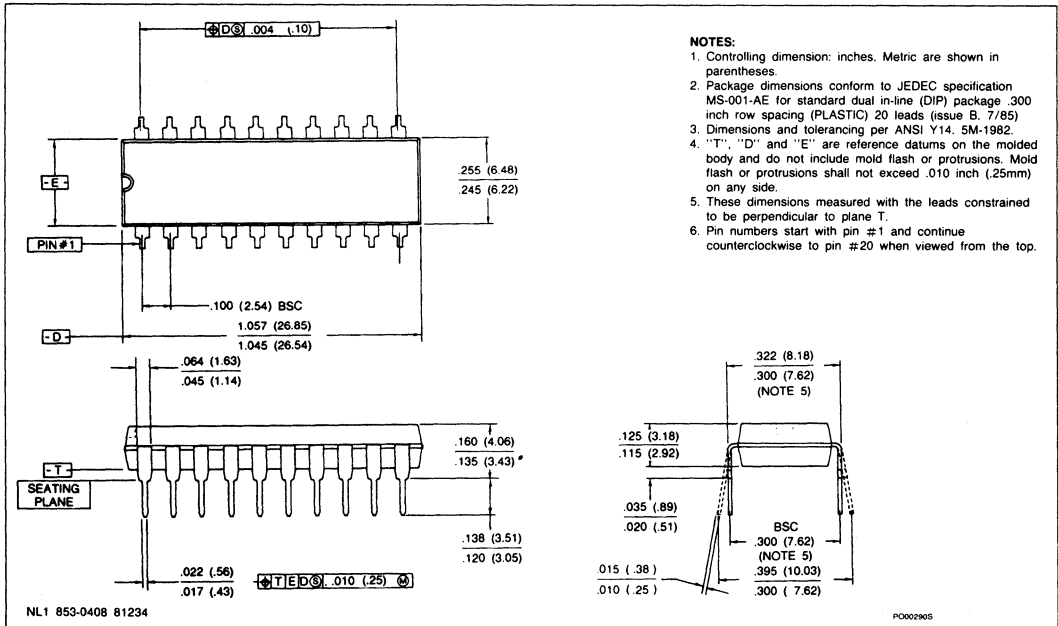 ⌖ D Ⓢ .004 (.10)
NOTES:
1. Controlling dimension: inches. Metric are shown in
parentheses.
2. Package dimensions conform to JEDEC specification
MS-001-AE for standard dual in-line (DIP) package .300
inch row spacing (PLASTIC) 20 leads (issue B. 7/85)
3. Dimensions and tolerancing per ANSI Y14. 5M-1982.
4. "T", "D" and "E" are reference datums on the molded
body and do not include mold flash or protrusions. Mold
flash or protrusions shall not exceed .010 inch (.25mm)
on any side.
5. These dimensions measured with the leads constrained
to be perpendicular to plane T.
6. Pin numbers start with pin #1 and continue
counterclockwise to pin #20 when viewed from the top.
-E-
.255 (6.48)
.245 (6.22)
PIN#1
.100 (2.54) BSC
-D-
1.057 (26.85)
1.045 (26.54)
.064 (1.63)
.045 (1.14)
.160 (4.06)
.135 (3.43)
-T-
SEATING
PLANE
.138 (3.51)
.120 (3.05)
.022 (.56)
.017 (.43)
⌖ T E D Ⓢ .010 (.25) Ⓜ
.322 (8.18)
.300 (7.62)
(NOTE 5)
.125 (3.18)
.115 (2.92)
.035 (.89)
.020 (.51)
BSC
.300 (7.62)
(NOTE 5)
.395 (10.03)
.300 ( 7.62)
.015 ( .38 )
.010 ( .25 )
NL1 853-0408 81234
PO00290S